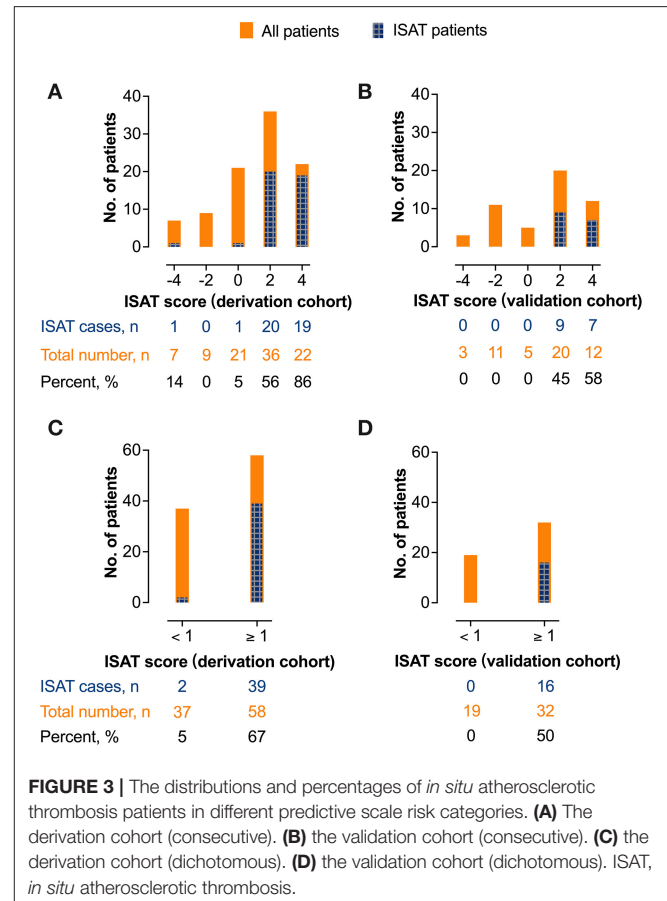 All patients ISAT patients
A
No. of patients
40
30
20
10
0
-4 -2 0 2 4
ISAT score (derivation cohort)
ISAT cases, n 1 0 1 20 19
Total number, n 7 9 21 36 22
Percent, % 14 0 5 56 86
B
No. of patients
40
30
20
10
0
-4 -2 0 2 4
ISAT score (validation cohort)
0 0 0 9 7
3 11 5 20 12
0 0 0 45 58
C
No. of patients
60
40
20
0
< 1 ≥ 1
ISAT score (derivation cohort)
ISAT cases, n 2 39
Total number, n 37 58
Percent, % 5 67
D
No. of patients
60
40
20
0
< 1 ≥ 1
ISAT score (validation cohort)
0 16
19 32
0 50
FIGURE 3 | The distributions and percentages of in situ atherosclerotic
thrombosis patients in different predictive scale risk categories. (A) The
derivation cohort (consecutive). (B) the validation cohort (consecutive). (C) the
derivation cohort (dichotomous). (D) the validation cohort (dichotomous). ISAT,
in situ atherosclerotic thrombosis.